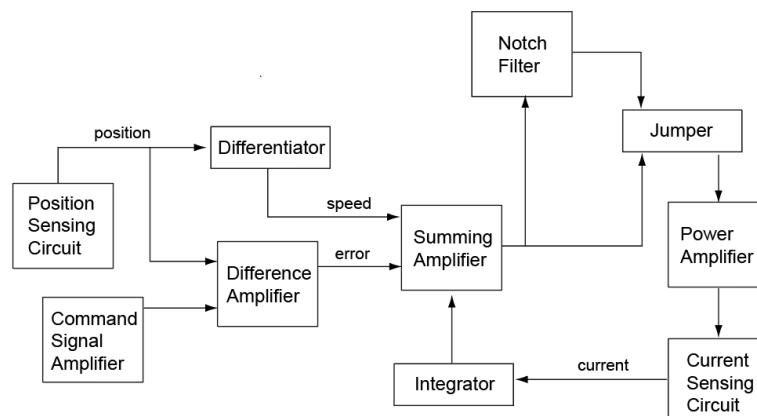 Notch
Filter
Jumper
position
Differentiator
Position
Sensing
Circuit
speed
Summing
Amplifier
Power
Amplifier
Difference
Amplifier
error
Command
Signal
Amplifier
Integrator
current
Current
Sensing
Circuit